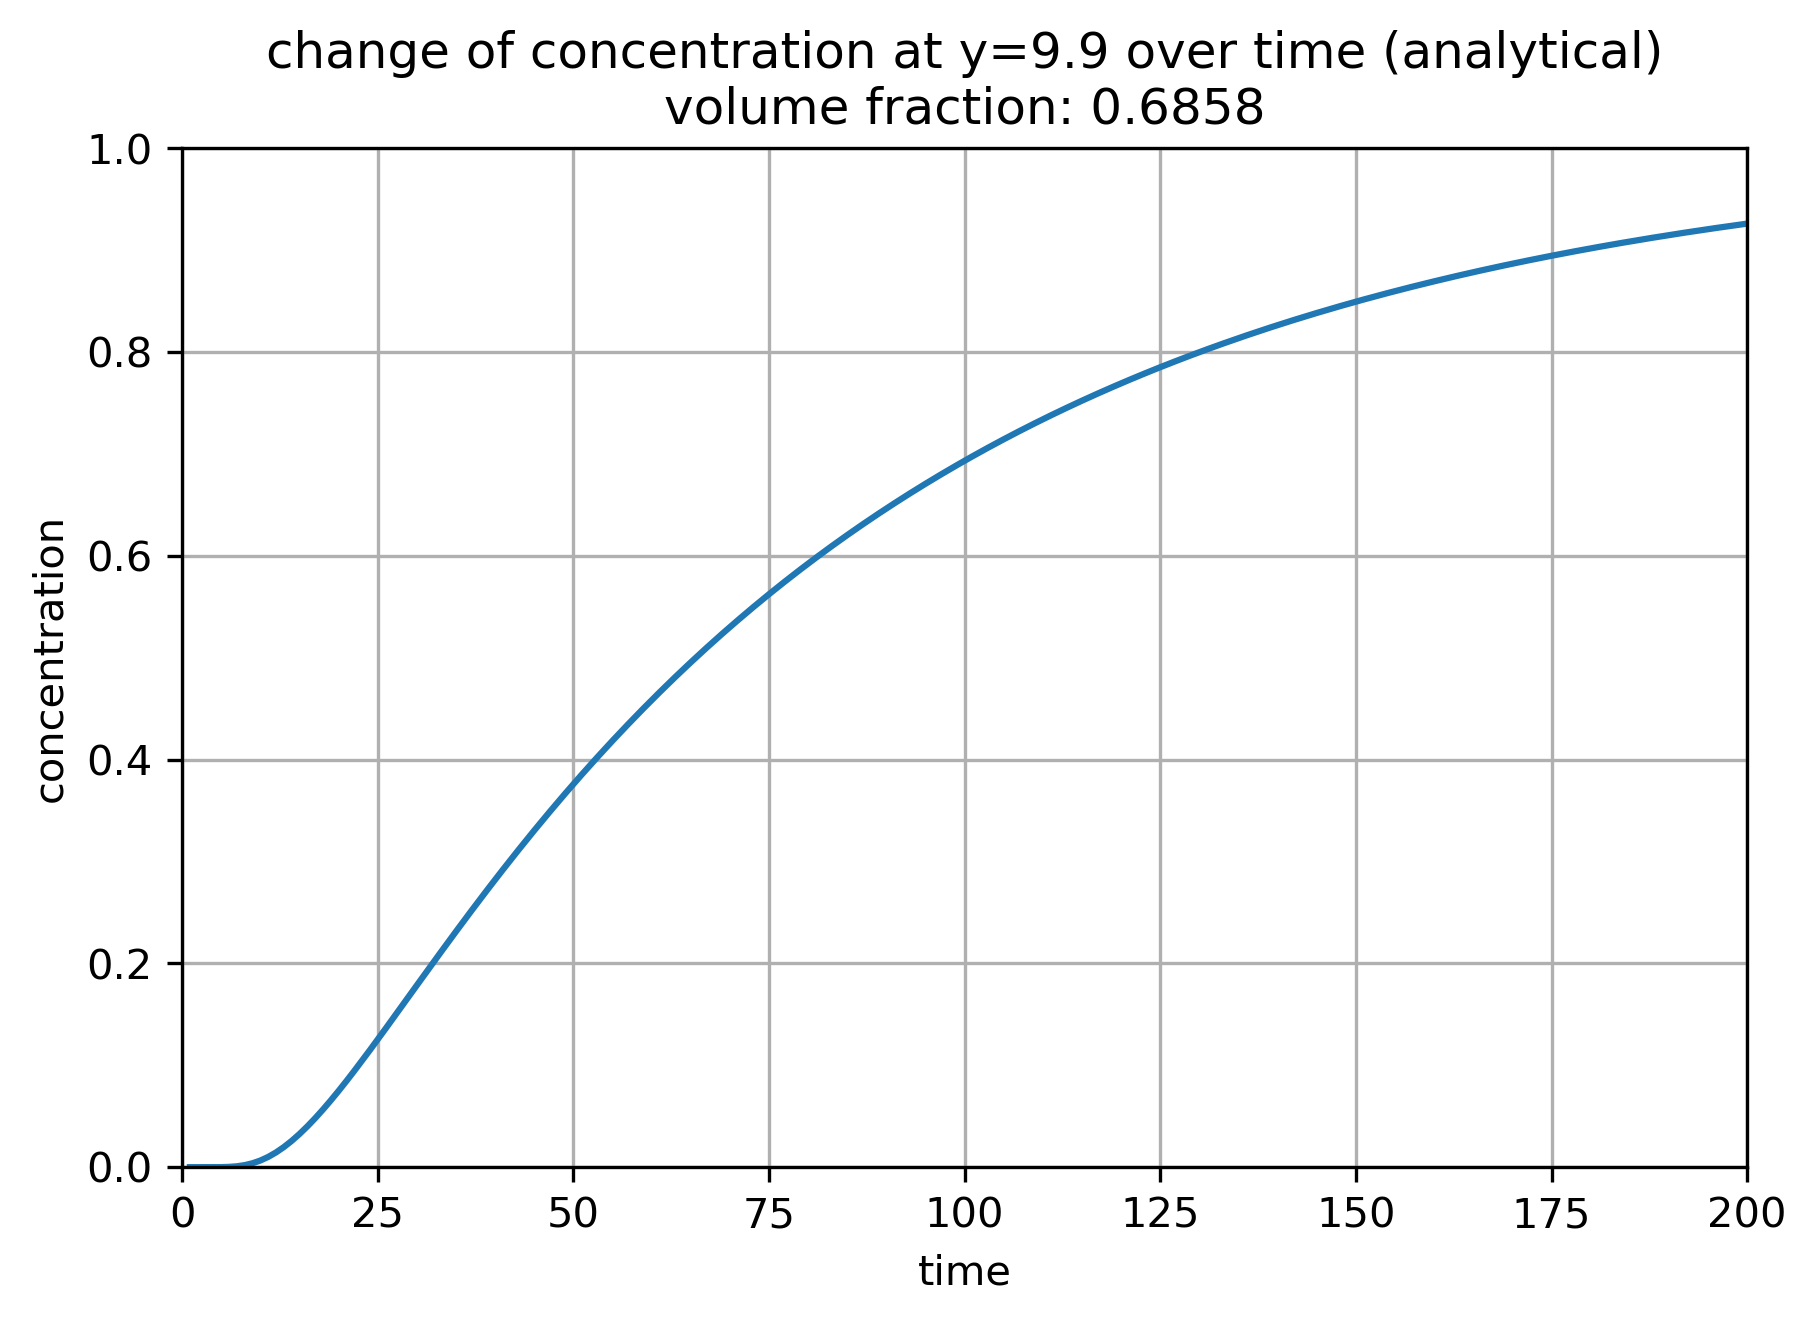 change of concentration at y=9.9 over time (analytical)
volume fraction: 0.6858
1.0
0.8
0.6
0.4
0.2
0.0
concentration
0 25 50 75 100 125 150 175 200
time